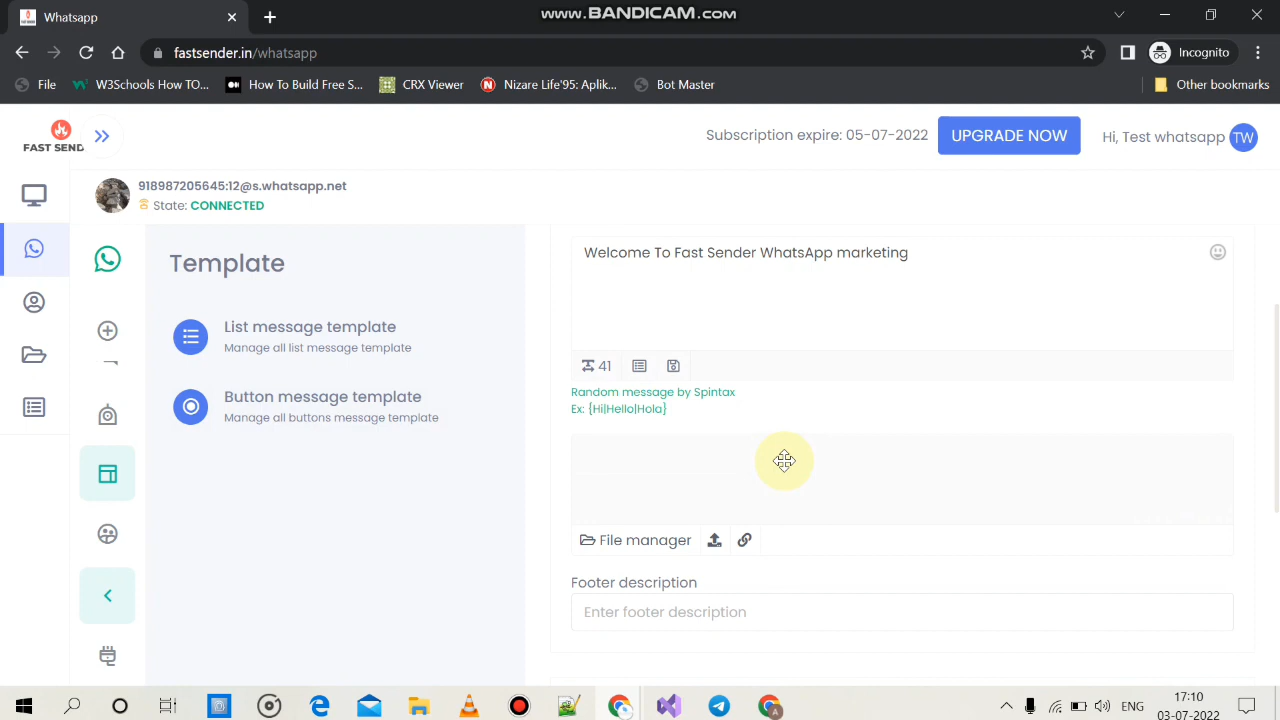 Whatsapp
www.BANDICAM.com
fastsender.in/whatsapp
Incognito
File
W3Schools How TO...
How To Build Free S...
CRX Viewer
Nizare Life'95: Aplik...
Bot Master
Other bookmarks
FAST SEND
Subscription expire: 05-07-2022
UPGRADE NOW
Hi, Test whatsapp
TW
918987205645:12@s.whatsapp.net
State: CONNECTED
Template
List message template
Manage all list message template
Button message template
Manage all buttons message template
Welcome To Fast Sender WhatsApp marketing
41
Random message by Spintax
Ex: {Hi|Hello|Hola}
File manager
Footer description
Enter footer description
A
ENG
17:10
03-07-2022